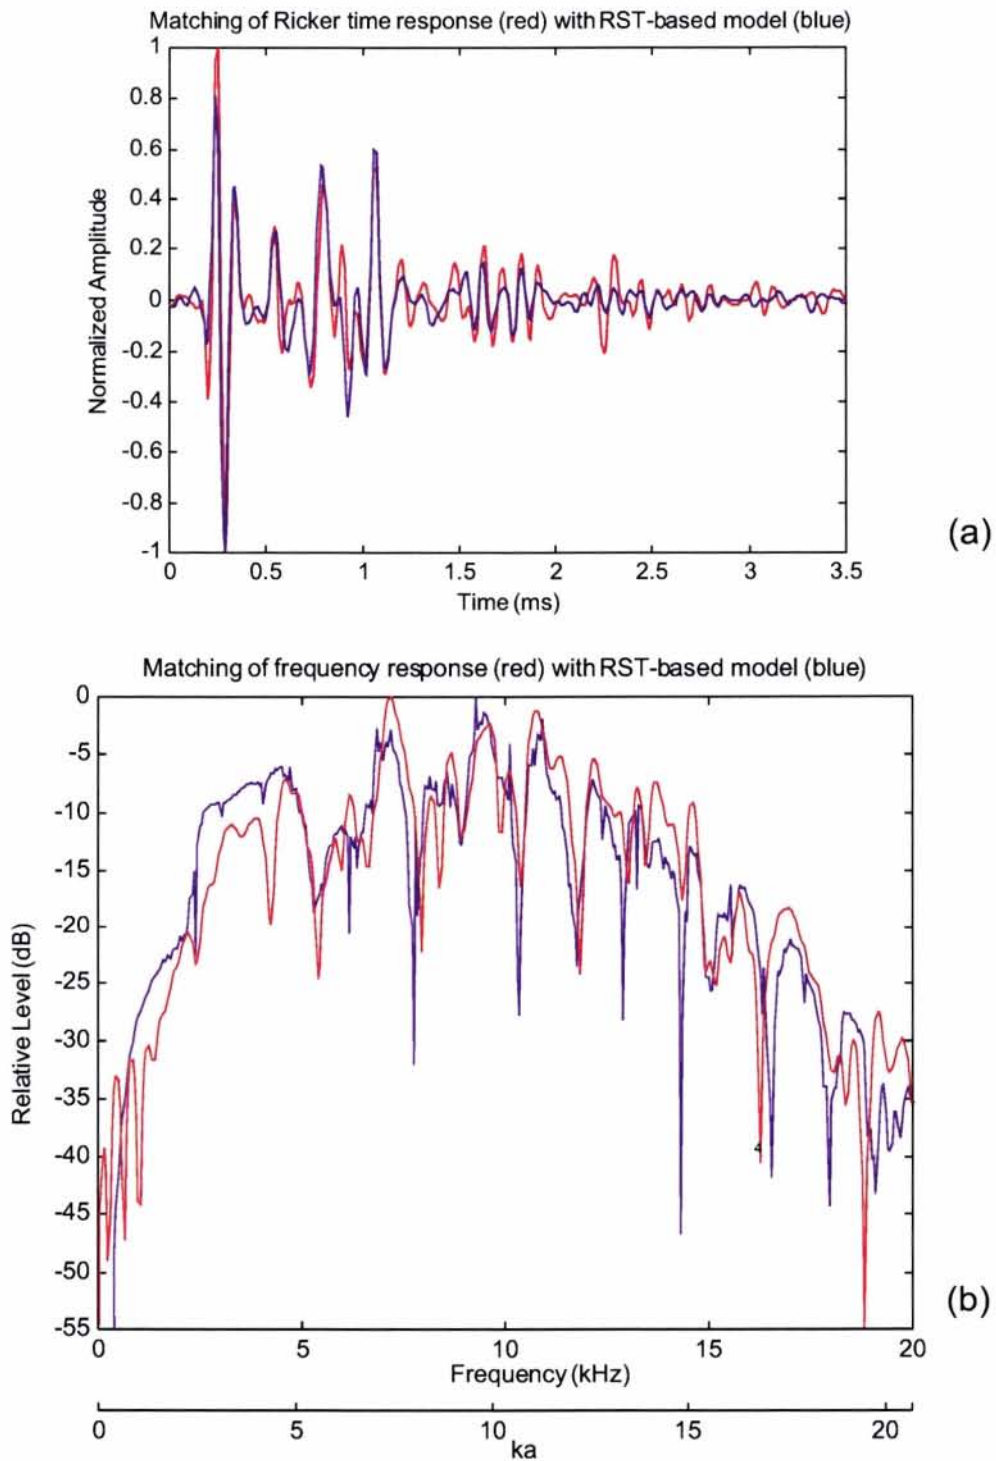 Matching of Ricker time response (red) with RST-based model (blue)
1
0.8
0.6
0.4
0.2
0
-0.2
-0.4
-0.6
-0.8
-1
Normalized Amplitude
0 0.5 1 1.5 2 2.5 3 3.5
Time (ms)
(a)
Matching of frequency response (red) with RST-based model (blue)
0
-5
-10
-15
-20
-25
-30
-35
-40
-45
-50
-55
Relative Level (dB)
4
0 5 10 15 20
Frequency (kHz)
(b)
0 5 10 15 20
ka